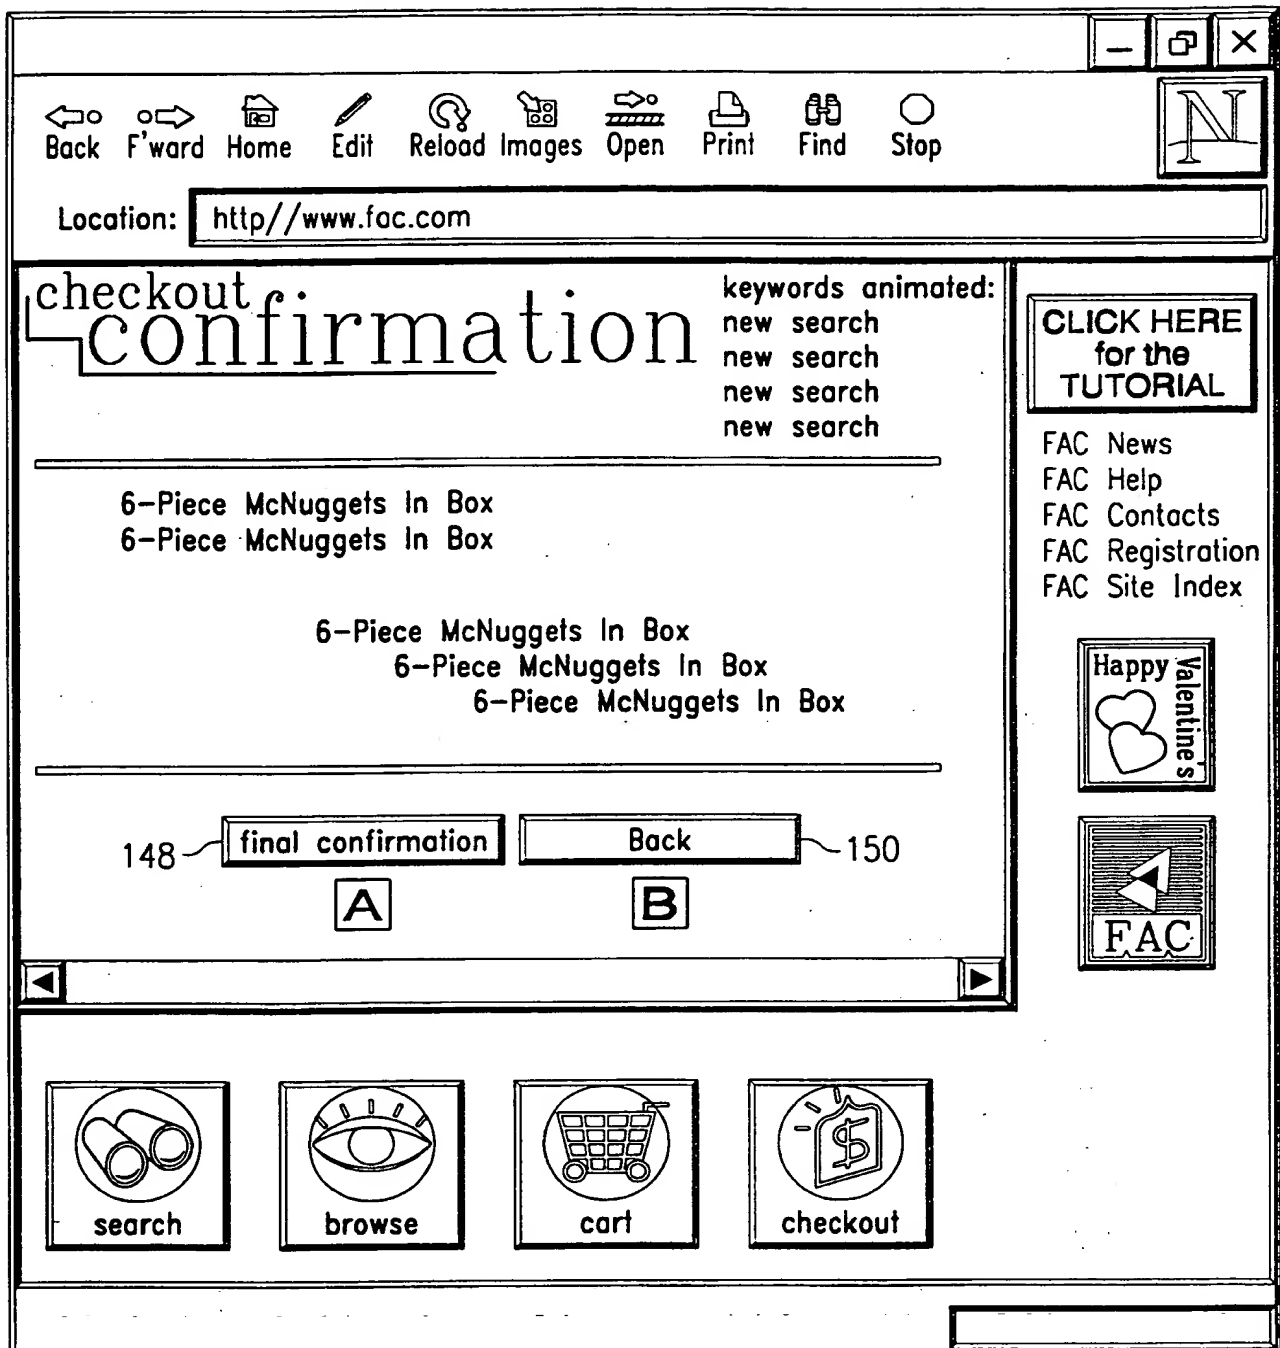 Back F'ward Home Edit Reload Images Open Print Find Stop
N
Location: http//www.fac.com
checkout
confirmation
keywords animated:
new search
new search
new search
new search
CLICK HERE
for the
TUTORIAL
FAC News
FAC Help
FAC Contacts
FAC Registration
FAC Site Index
6-Piece McNuggets In Box
6-Piece McNuggets In Box
6-Piece McNuggets In Box
6-Piece McNuggets In Box
6-Piece McNuggets In Box
Happy Valentine's
FAC
148 final confirmation Back 150
A B
$
search browse cart checkout